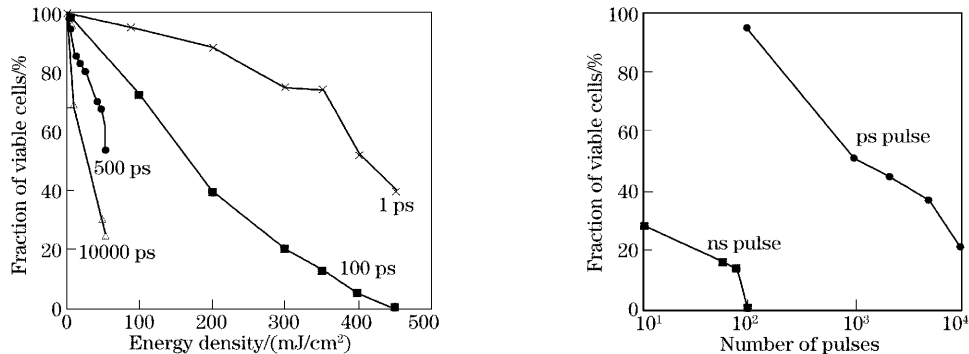 Fraction of viable cells/%
100
80
60
40
20
0
500 ps
10000 ps
1 ps
100 ps
0 100 200 300 400 500
Energy density/(mJ/cm²)
Fraction of viable cells/%
100
80
60
40
20
0
ps pulse
ns pulse
10¹ 10² 10³ 10⁴
Number of pulses